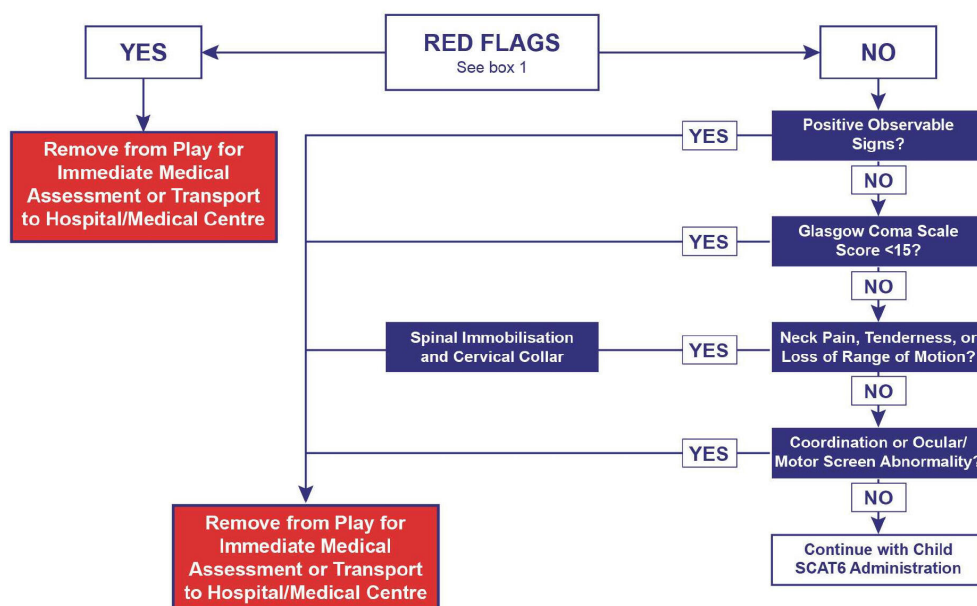 RED FLAGS
See box 1
YES
NO
Remove from Play for
Immediate Medical
Assessment or Transport
to Hospital/Medical Centre
Positive Observable
Signs?
YES
NO
Glasgow Coma Scale
Score <15?
YES
NO
Neck Pain, Tenderness, or
Loss of Range of Motion?
YES
Spinal Immobilisation
and Cervical Collar
NO
Coordination or Ocular/
Motor Screen Abnormality?
YES
NO
Remove from Play for
Immediate Medical
Assessment or Transport
to Hospital/Medical Centre
Continue with Child
SCAT6 Administration